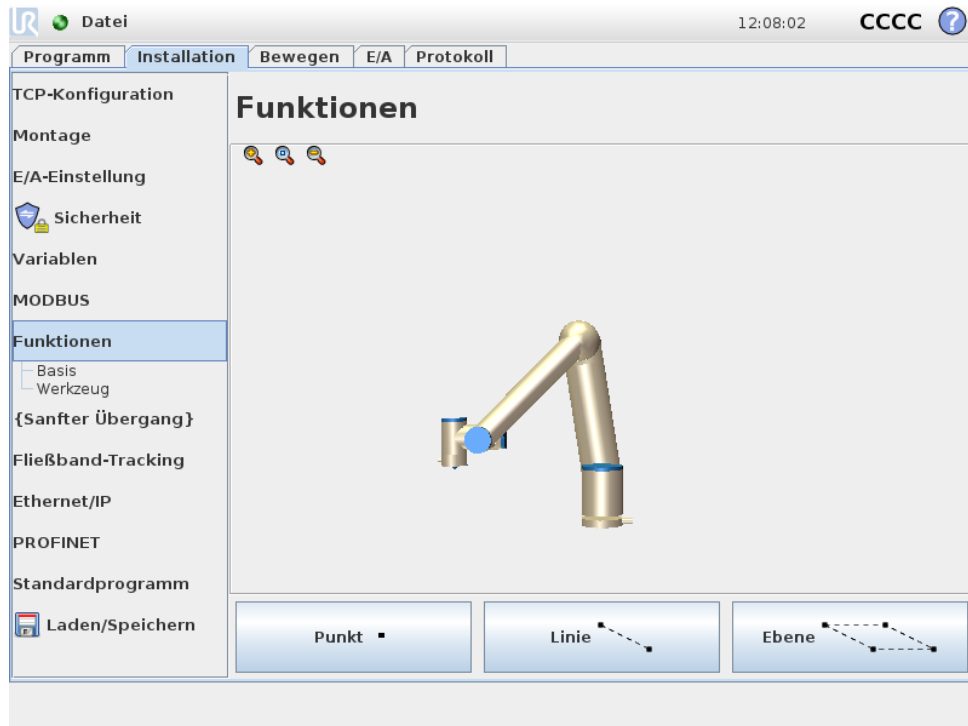 UR Datei 12:08:02 CCCC ?
Programm Installation Bewegen E/A Protokoll
TCP-Konfiguration
Montage
E/A-Einstellung
Sicherheit
Variablen
MODBUS
Funktionen
Basis
Werkzeug
{Sanfter Übergang}
Fließband-Tracking
Ethernet/IP
PROFINET
Standardprogramm
Laden/Speichern
Funktionen
Punkt Linie Ebene